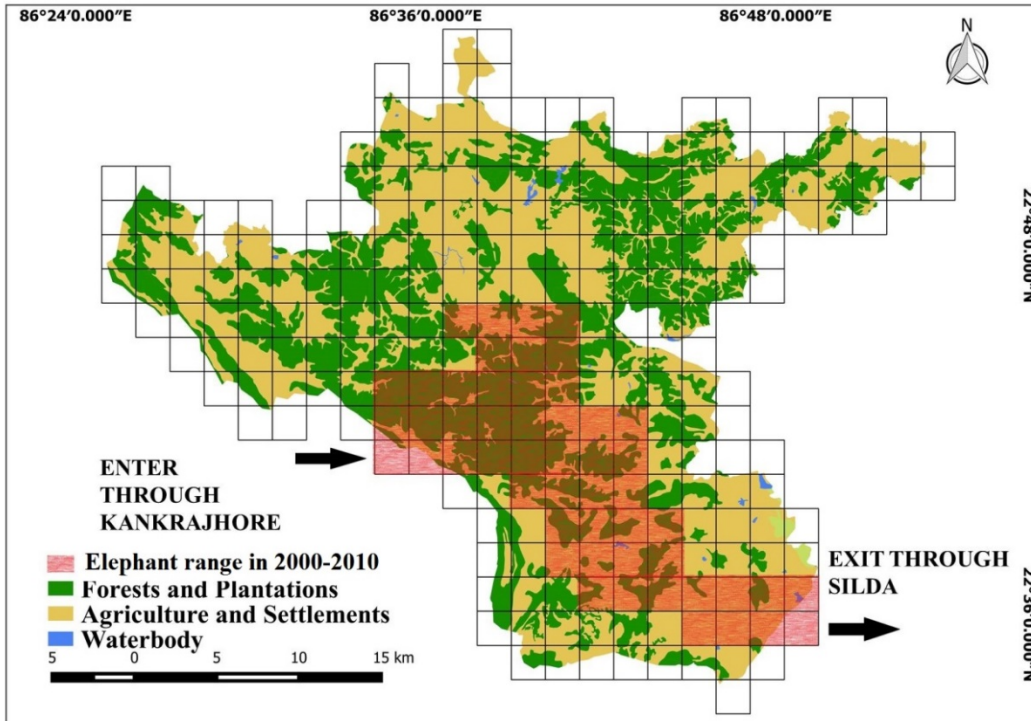 86°24′0.000″E
86°36′0.000″E
86°48′0.000″E
N
22°48′0.000″N
ENTER
THROUGH
KANKRAJHORE
Elephant range in 2000-2010
Forests and Plantations
Agriculture and Settlements
Waterbody
5 0 5 10 15 km
EXIT THROUGH
SILDA
22°36′0.000″N